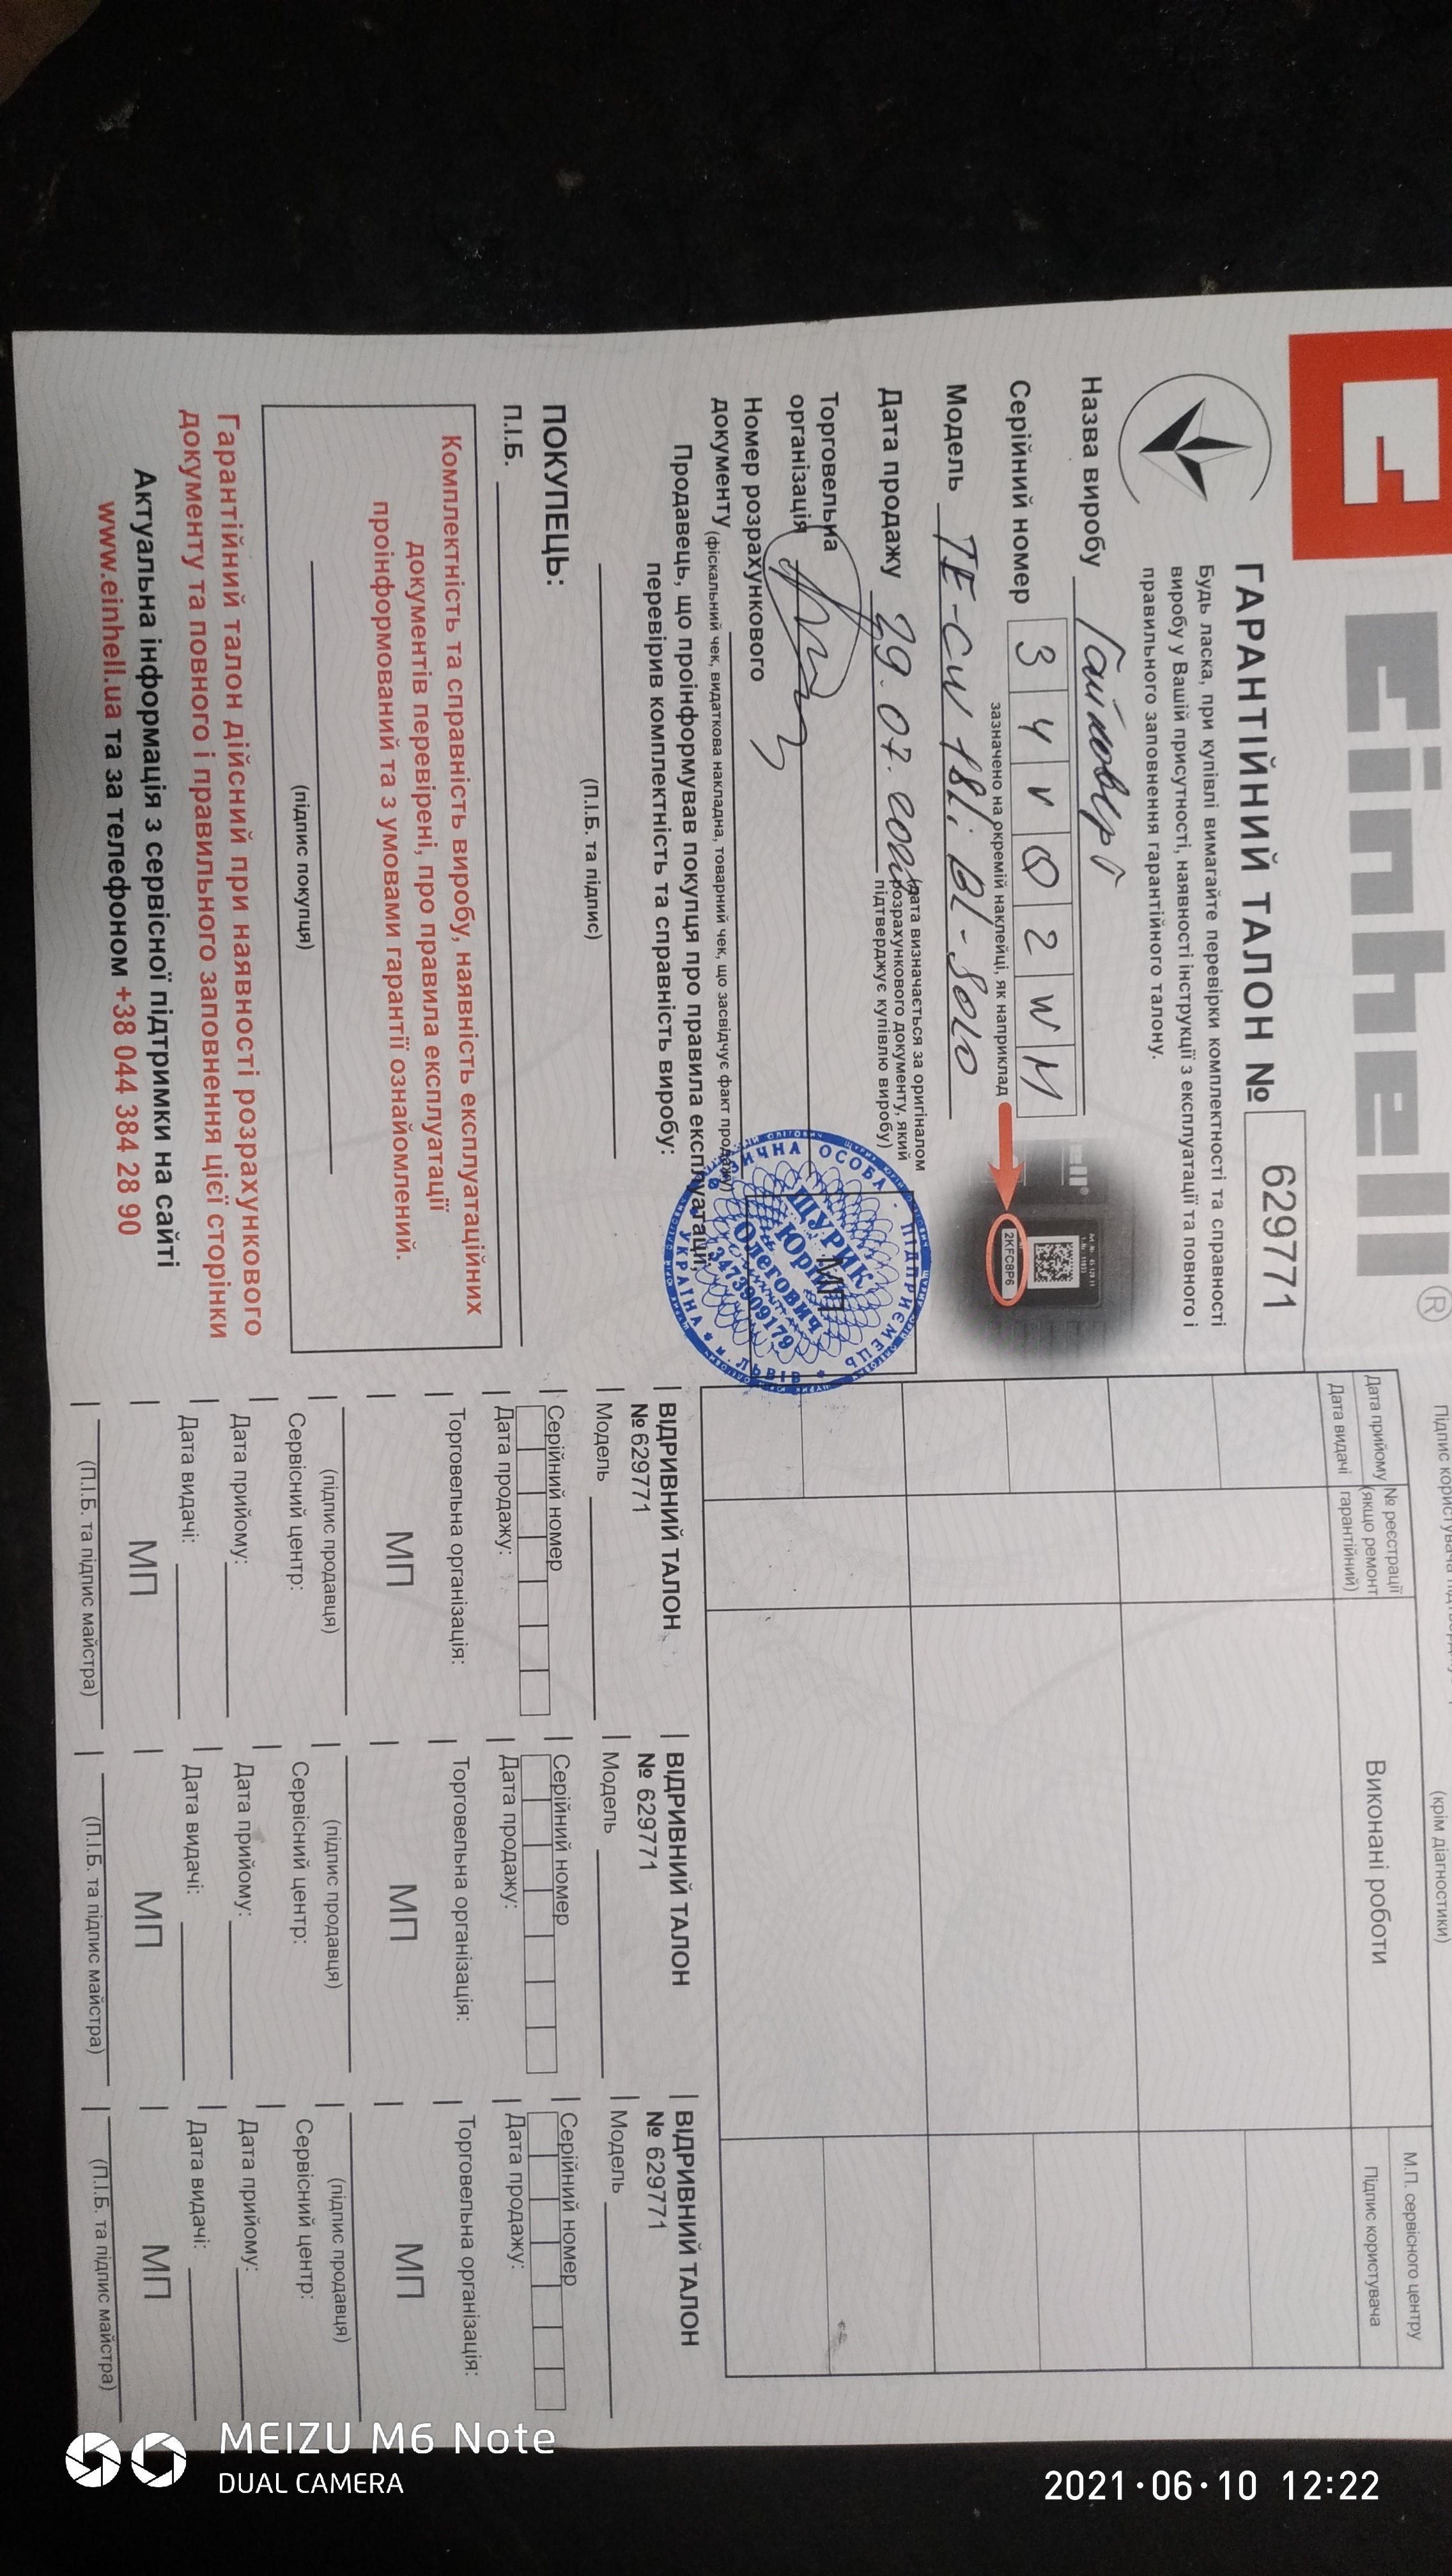 Einhell®
ГАРАНТІЙНИЙ ТАЛОН № 629771
Будь ласка, при купівлі вимагайте перевірки комплектності та справності
виробу у Вашій присутності, наявності інструкції з експлуатації та повного і
правильного заповнення гарантійного талону.
Назва виробу Гайковерт
Серійний номер 3 4 V Q 2 W M
зазначено на окремій наклейці, як наприклад
2KFC8P6
Модель TE-CW 18Li BL-Solo
Дата продажу 29.07.
(дата визначається за оригіналом
розрахункового документу, який
підтверджує купівлю виробу)
Торговельна
організація
Номер розрахункового
документу (фіскальний чек, видаткова накладна, товарний чек, що засвідчує факт продажу)
МП
ФІЗИЧНА ОСОБА - ПІДПРИЄМЕЦЬ
ЩУРИК
Юрій
Олегович
3473909179
УКРАЇНА * м. ЛЬВІВ *
Продавець, що проінформував покупця про правила експлуатації,
перевірив комплектність та справність виробу:
(П.І.Б. та підпис)
ПОКУПЕЦЬ:
П.І.Б.
Комплектність та справність виробу, наявність експлуатаційних
документів перевірені, про правила експлуатації
проінформований та з умовами гарантії ознайомлений.
(підпис покупця)
Гарантійний талон дійсний при наявності розрахункового
документу та повного і правильного заповнення цієї сторінки
Актуальна інформація з сервісної підтримки на сайті
www.einhell.ua та за телефоном +38 044 384 28 90
(крім діагностики)
Дата прийому
Дата видачі
№ реєстрації
(якщо ремонт
гарантійний)
Виконані роботи
М.П. сервісного центру
Підпис користувача
ВІДРИВНИЙ ТАЛОН
№ 629771
Модель
Серійний номер
Дата продажу:
Торговельна організація:
МП
(підпис продавця)
Сервісний центр:
Дата прийому:
Дата видачі:
МП
(П.І.Б. та підпис майстра)
ВІДРИВНИЙ ТАЛОН
№ 629771
Модель
Серійний номер
Дата продажу:
Торговельна організація:
МП
(підпис продавця)
Сервісний центр:
Дата прийому:
Дата видачі:
МП
(П.І.Б. та підпис майстра)
ВІДРИВНИЙ ТАЛОН
№ 629771
Модель
Серійний номер
Дата продажу:
Торговельна організація:
МП
(підпис продавця)
Сервісний центр:
Дата прийому:
Дата видачі:
МП
(П.І.Б. та підпис майстра)
MEIZU M6 Note
DUAL CAMERA
2021·06·10 12:22